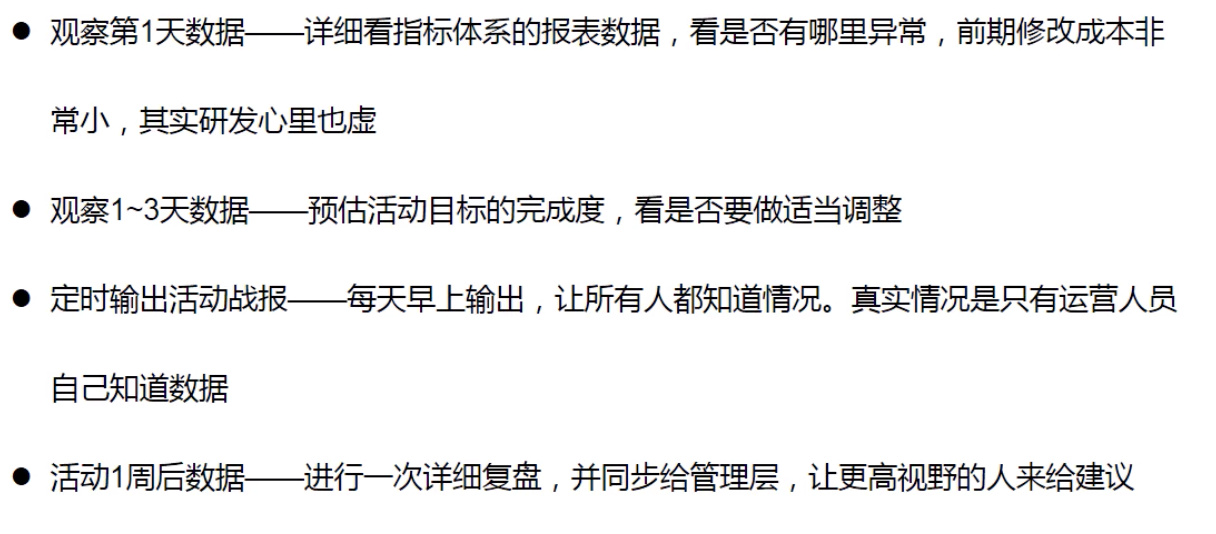 ● 观察第1天数据——详细看指标体系的报表数据，看是否有哪里异常，前期修改成本非
常小，其实研发心里也虚
● 观察1~3天数据——预估活动目标的完成度，看是否要做适当调整
● 定时输出活动战报——每天早上输出，让所有人都知道情况。真实情况是只有运营人员
自己知道数据
● 活动1周后数据——进行一次详细复盘，并同步给管理层，让更高视野的人来给建议